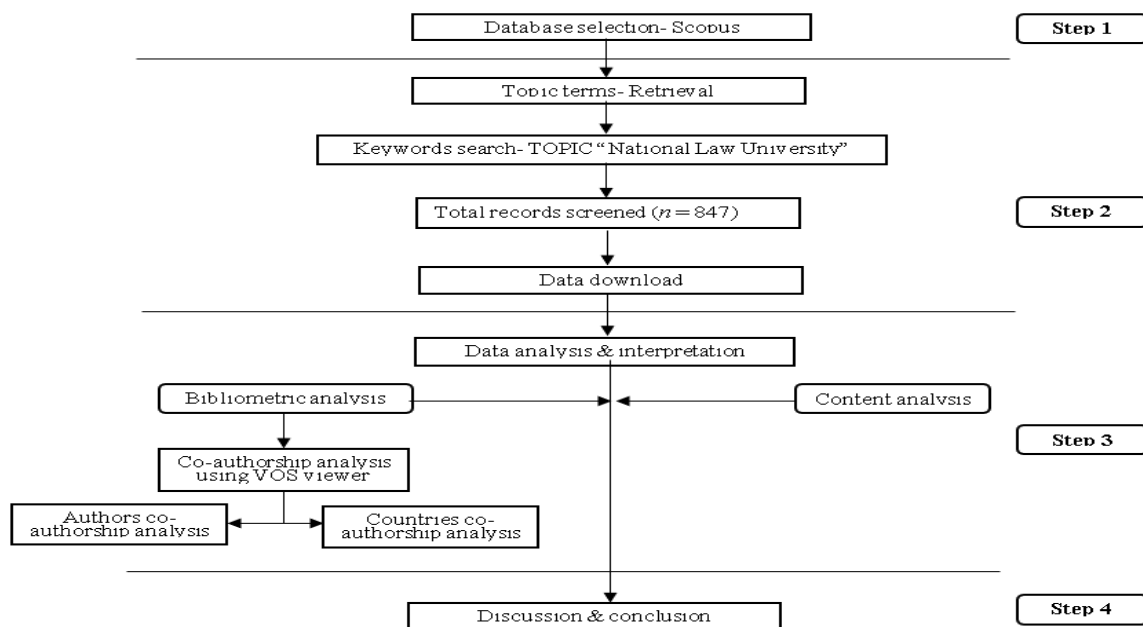 Database selection- Scopus
Step 1
Topic terms- Retrieval
Keywords search- TOPIC “National Law University”
Total records screened (n = 847)
Step 2
Data download
Data analysis & interpretation
Bibliometric analysis
Content analysis
Step 3
Co-authorship analysis
using VOS viewer
Authors co-
authorship analysis
Countries co-
authorship analysis
Discussion & conclusion
Step 4